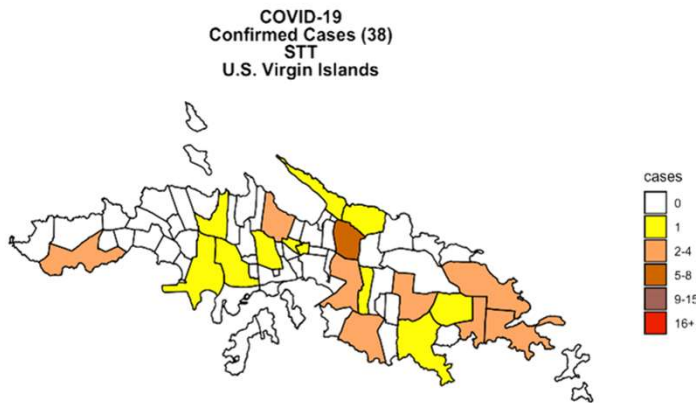 COVID-19
Confirmed Cases (38)
STT
U.S. Virgin Islands
cases
0
1
2-4
5-8
9-15
16+